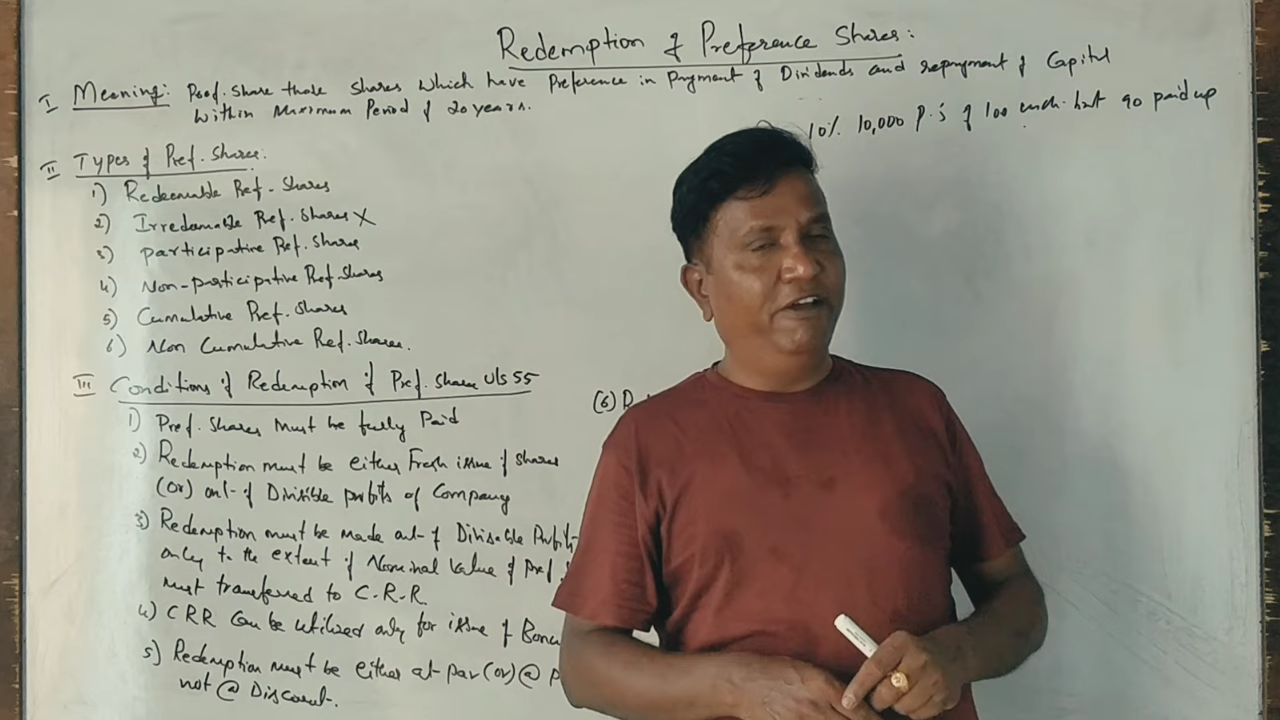 Redemption of Preference Shares:
I Meaning: Pref. Share those Shares which have Preference in Payment of Dividends and repayment of Capital
within Maximum Period of 20 years.
10% 10,000 P.S of 100 each but 90 paid up
II Types of Pref. Shares:
1) Redeemable Pref. Shares
2) Irredamable Pref. Shares X
3) Participative Pref. Shares
4) Non-participative Pref. Shares
5) Cumulative Pref. Shares
6) Non Cumulative Pref. Shares.
III Conditions of Redemption of Pref. Share U/s 55
1) Pref. Shares Must be fully Paid
2) Redemption must be either Fresh issue of shares
(Or) out of Divisible profits of Company
3) Redemption must be made out of Divisable Profits
only to the extent of Nominal Value of Pref.
must transferred to C.R.R.
4) CRR can be utilized only for issue of Bonu
5) Redemption must be either at par (or) @ P
not @ Discount.
(6) D